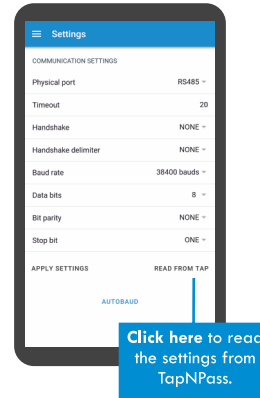 Settings
COMMUNICATION SETTINGS
Physical port RS485
Timeout 20
Handshake NONE
Handshake delimiter NONE
Baud rate 38400 bauds
Data bits 8
Bit parity NONE
Stop bit ONE
APPLY SETTINGS READ FROM TAP
AUTOBAUD
Click here to read
the settings from
TapNPass.